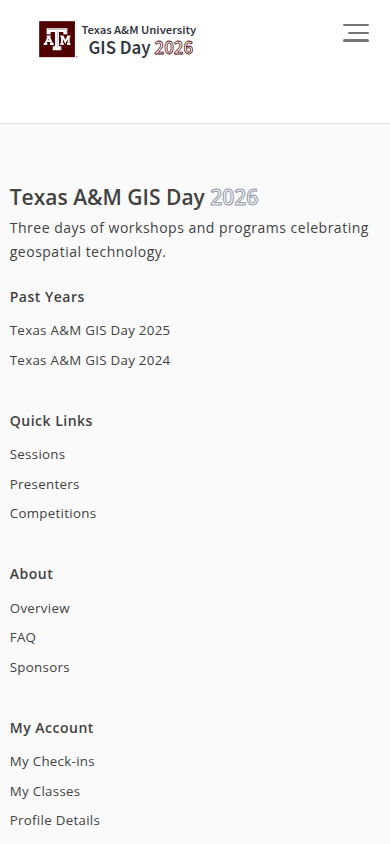 Texas A&M University
GIS Day 2026
Texas A&M GIS Day 2026
Three days of workshops and programs celebrating
geospatial technology.
Past Years
Texas A&M GIS Day 2025
Texas A&M GIS Day 2024
Quick Links
Sessions
Presenters
Competitions
About
Overview
FAQ
Sponsors
My Account
My Check-ins
My Classes
Profile Details